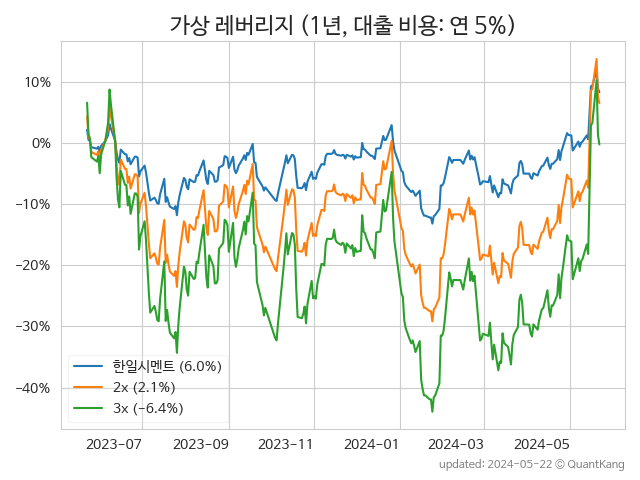 가상 레버리지 (1년, 대출 비용: 연 5%)
10%
0%
−10%
−20%
−30%
−40%
한일시멘트 (6.0%)
2x (2.1%)
3x (−6.4%)
2023-07 2023-09 2023-11 2024-01 2024-03 2024-05
updated: 2024-05-22 © QuantKang